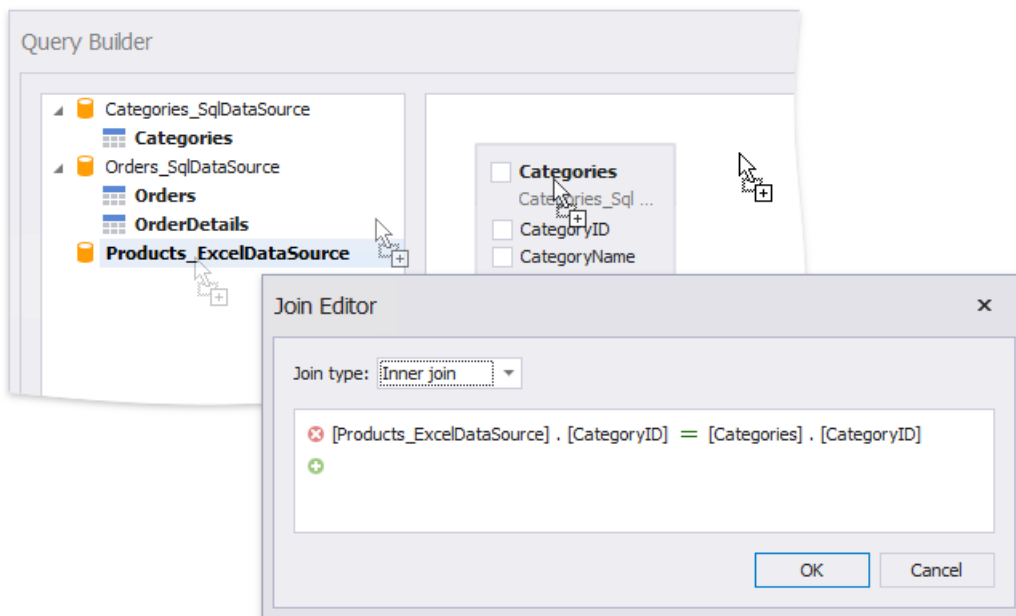 Query Builder
Categories_SqlDataSource
Categories
Orders_SqlDataSource
Orders
OrderDetails
Products_ExcelDataSource
Categories
Categories_Sql ...
CategoryID
CategoryName
Join Editor
Join type: Inner join
[Products_ExcelDataSource] . [CategoryID] = [Categories] . [CategoryID]
OK Cancel